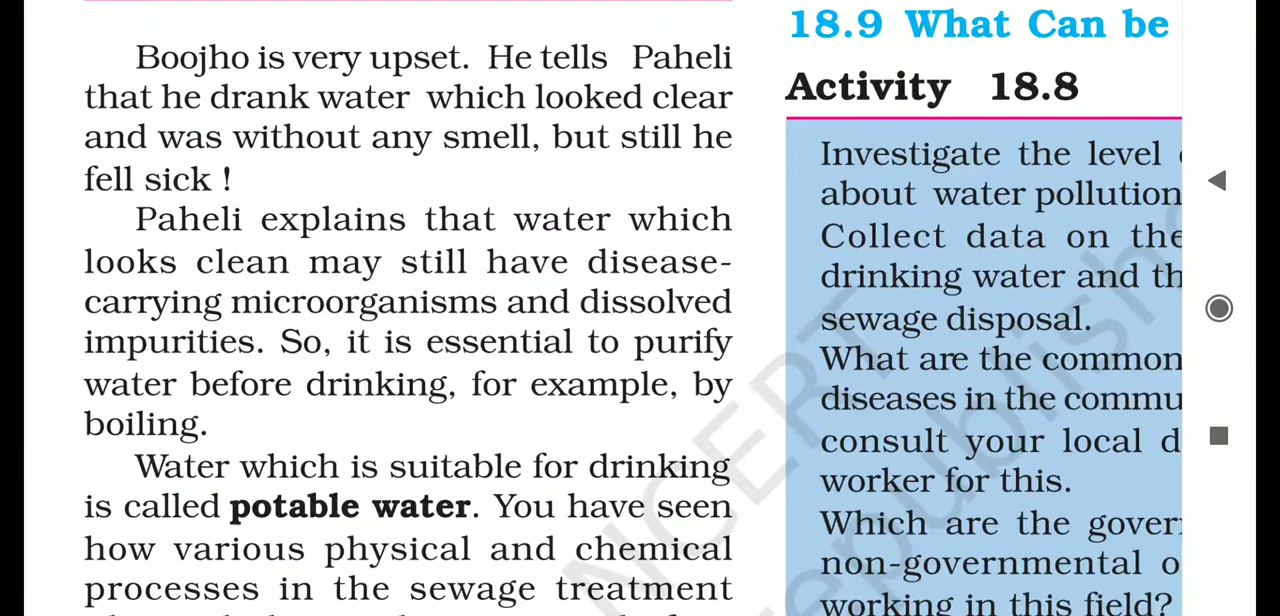 Boojho is very upset. He tells Paheli
that he drank water which looked clear
and was without any smell, but still he
fell sick !
Paheli explains that water which
looks clean may still have disease-
carrying microorganisms and dissolved
impurities. So, it is essential to purify
water before drinking, for example, by
boiling.
Water which is suitable for drinking
is called potable water. You have seen
how various physical and chemical
processes in the sewage treatment
18.9 What Can be
Activity 18.8
Investigate the level
about water pollution
Collect data on the
drinking water and th
sewage disposal.
What are the common
diseases in the commu
consult your local d
worker for this.
Which are the gover
non-governmental o
working in this field?
NCERT
republishe